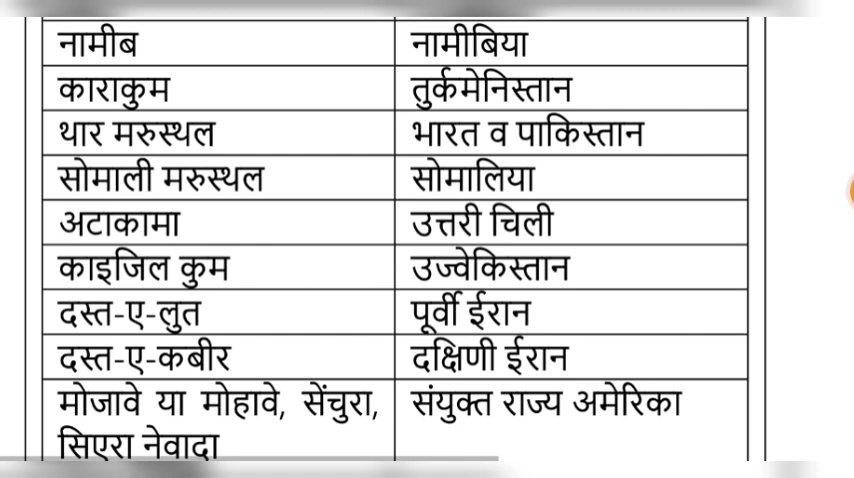 नामीब नामीबिया
काराकुम तुर्कमेनिस्तान
थार मरुस्थल भारत व पाकिस्तान
सोमाली मरुस्थल सोमालिया
अटाकामा उत्तरी चिली
काइजिल कुम उज्वेकिस्तान
दस्त-ए-लुत पूर्वी ईरान
दस्त-ए-कबीर दक्षिणी ईरान
मोजावे या मोहावे, सेंचुरा, संयुक्त राज्य अमेरिका
सिएरा नेवादा